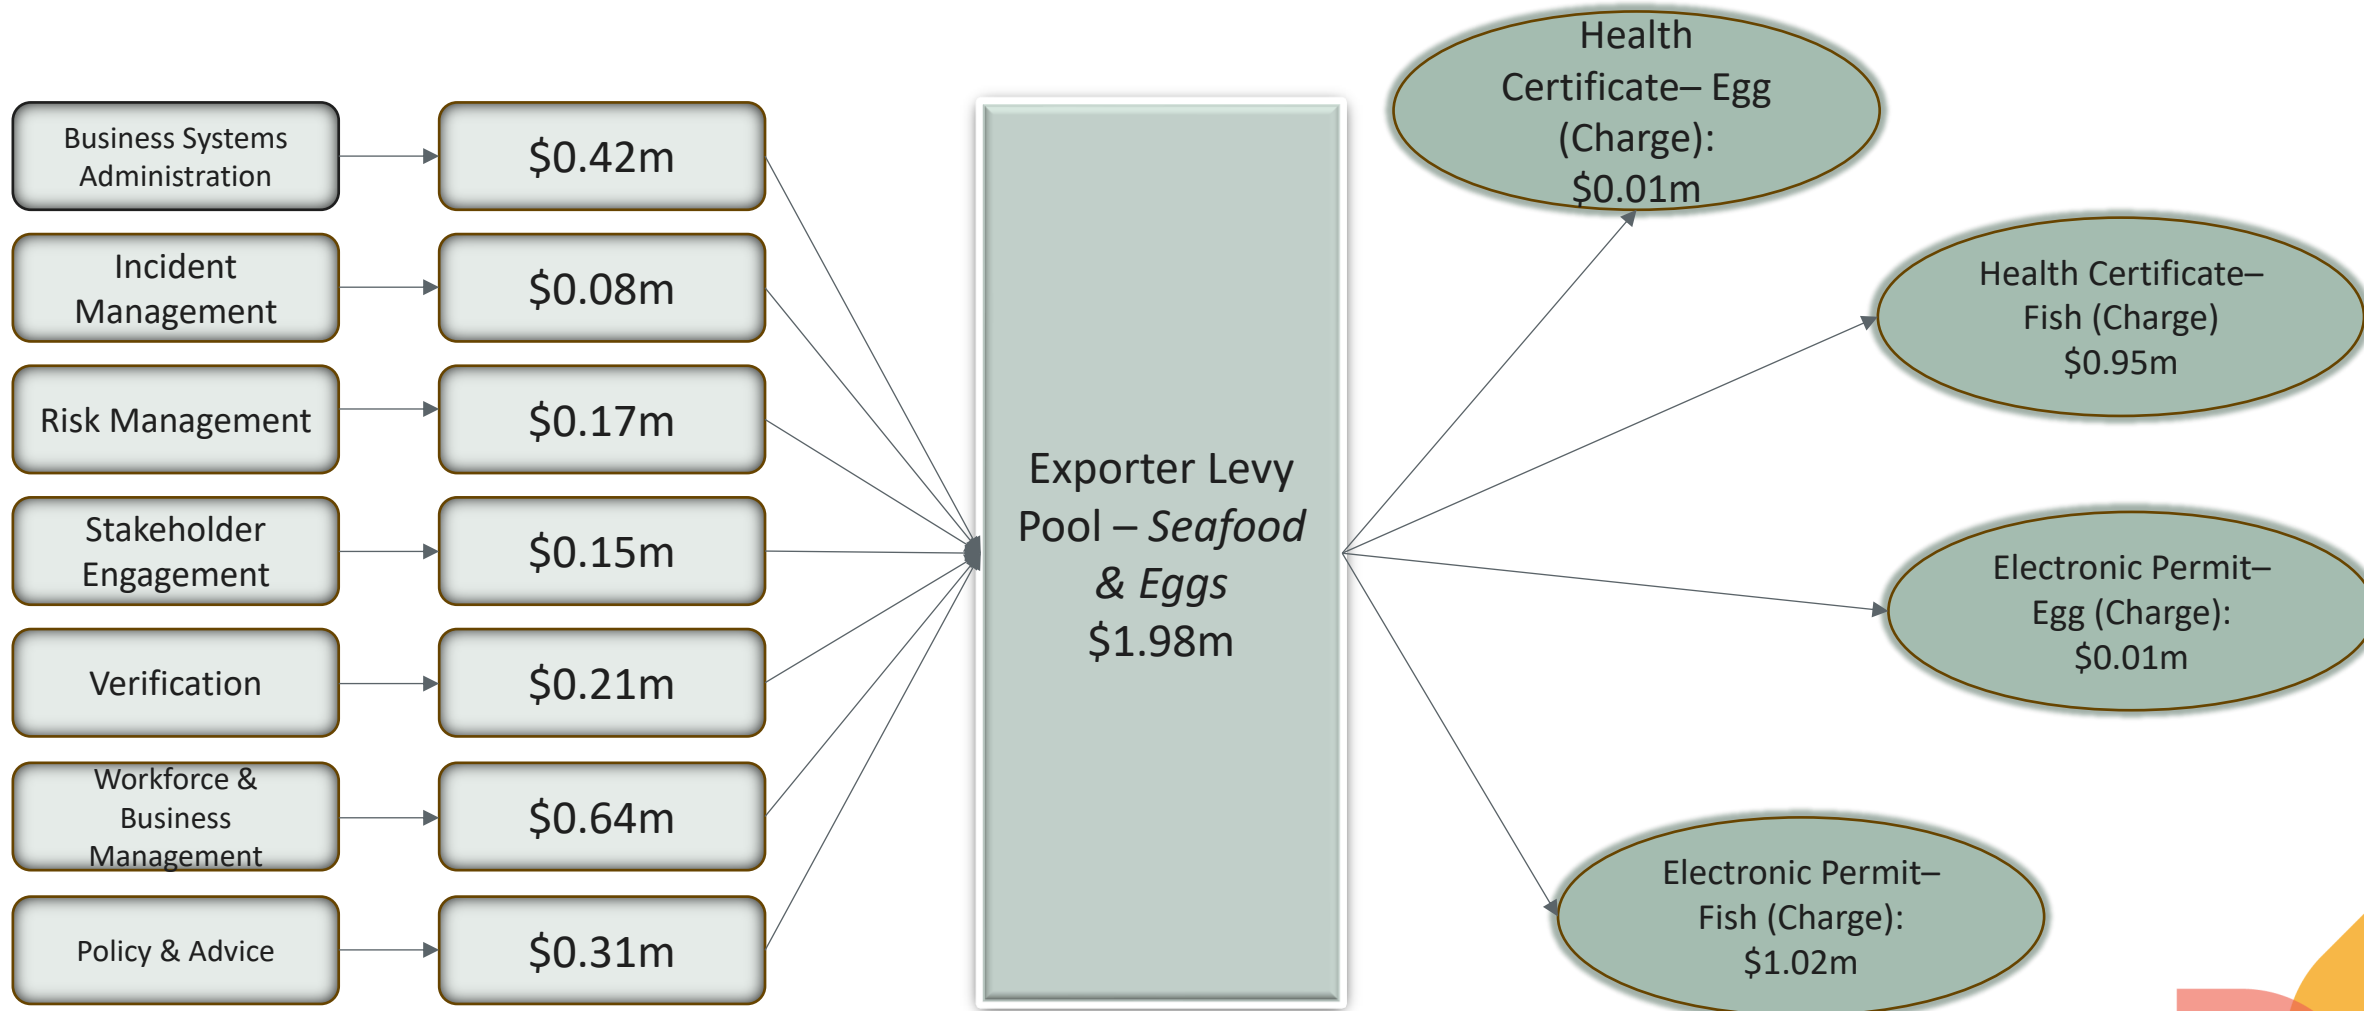 Business Systems
Administration
$0.42m
Incident
Management
$0.08m
Risk Management
$0.17m
Stakeholder
Engagement
$0.15m
Verification
$0.21m
Workforce &
Business
Management
$0.64m
Policy & Advice
$0.31m
Exporter Levy
Pool – Seafood
& Eggs
$1.98m
Health
Certificate– Egg
(Charge):
$0.01m
Health Certificate–
Fish (Charge)
$0.95m
Electronic Permit–
Egg (Charge):
$0.01m
Electronic Permit–
Fish (Charge):
$1.02m